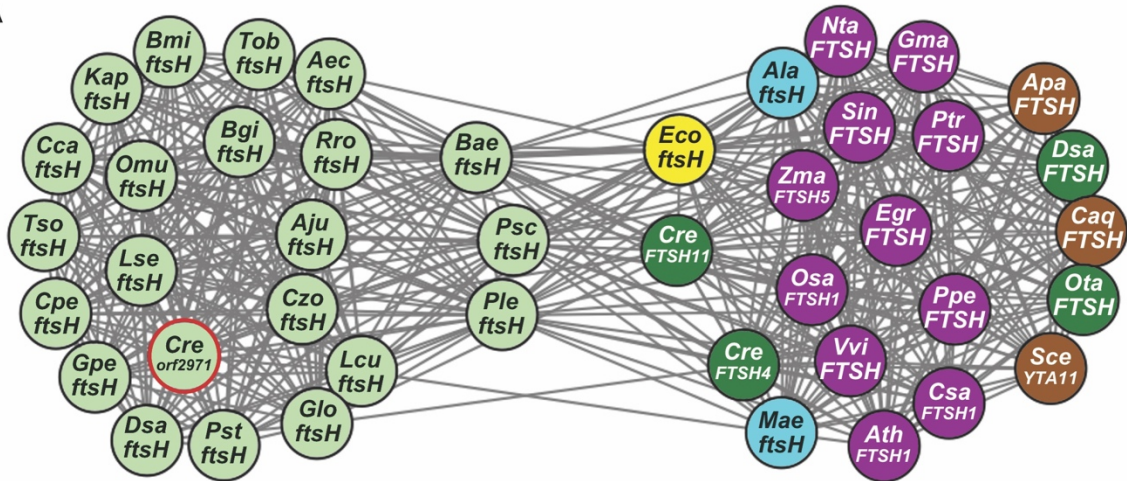 Bmi
ftsH
Tob
ftsH
Aec
ftsH
Kap
ftsH
Bgi
ftsH
Rro
ftsH
Cca
ftsH
Omu
ftsH
Bae
ftsH
Tso
ftsH
Lse
ftsH
Aju
ftsH
Psc
ftsH
Cpe
ftsH
Czo
ftsH
Ple
ftsH
Gpe
ftsH
Cre
orf2971
Lcu
ftsH
Dsa
ftsH
Pst
ftsH
Glo
ftsH
Nta
FTSH
Gma
FTSH
Ala
ftsH
Apa
FTSH
Eco
ftsH
Sin
FTSH
Ptr
FTSH
Dsa
FTSH
Zma
FTSH5
Egr
FTSH
Caq
FTSH
Cre
FTSH11
Osa
FTSH1
Ppe
FTSH
Ota
FTSH
Cre
FTSH4
Vvi
FTSH
Sce
YTA11
Mae
ftsH
Ath
FTSH1
Csa
FTSH1